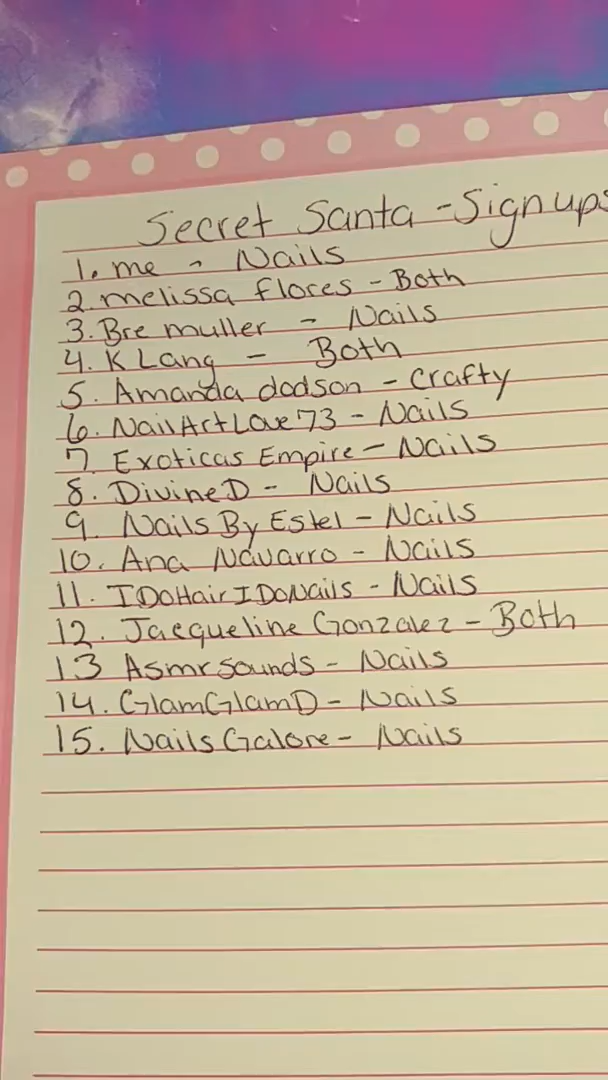 Secret Santa - Sign ups
1. me - Nails
2. melissa flores - Both
3. Bre muller - Nails
4. K Lang - Both
5. Amanda dodson - Crafty
6. NailArtLove73 - Nails
7. Exoticas Empire - Nails
8. DivineD - Nails
9. Nails By Estel - Nails
10. Ana Navarro - Nails
11. IDoHairIDoNails - Nails
12. Jacqueline Gonzalez - Both
13 Asmrsounds - Nails
14. GlamGlamD - Nails
15. NailsGalore - Nails